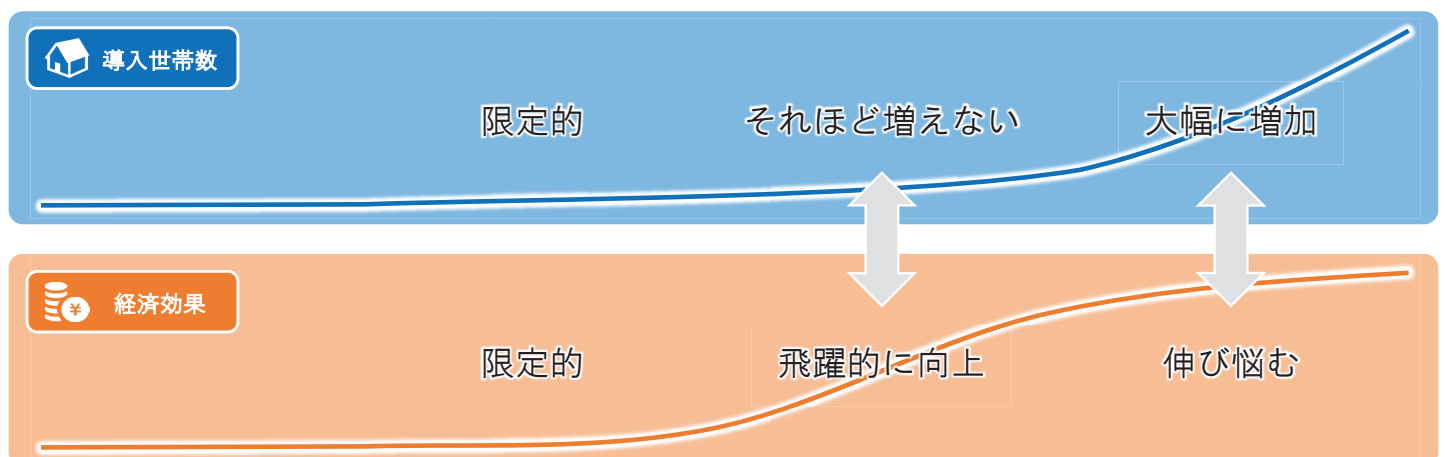 導入世帯数
限定的 それほど増えない 大幅に増加
¥ 経済効果
限定的 飛躍的に向上 伸び悩む